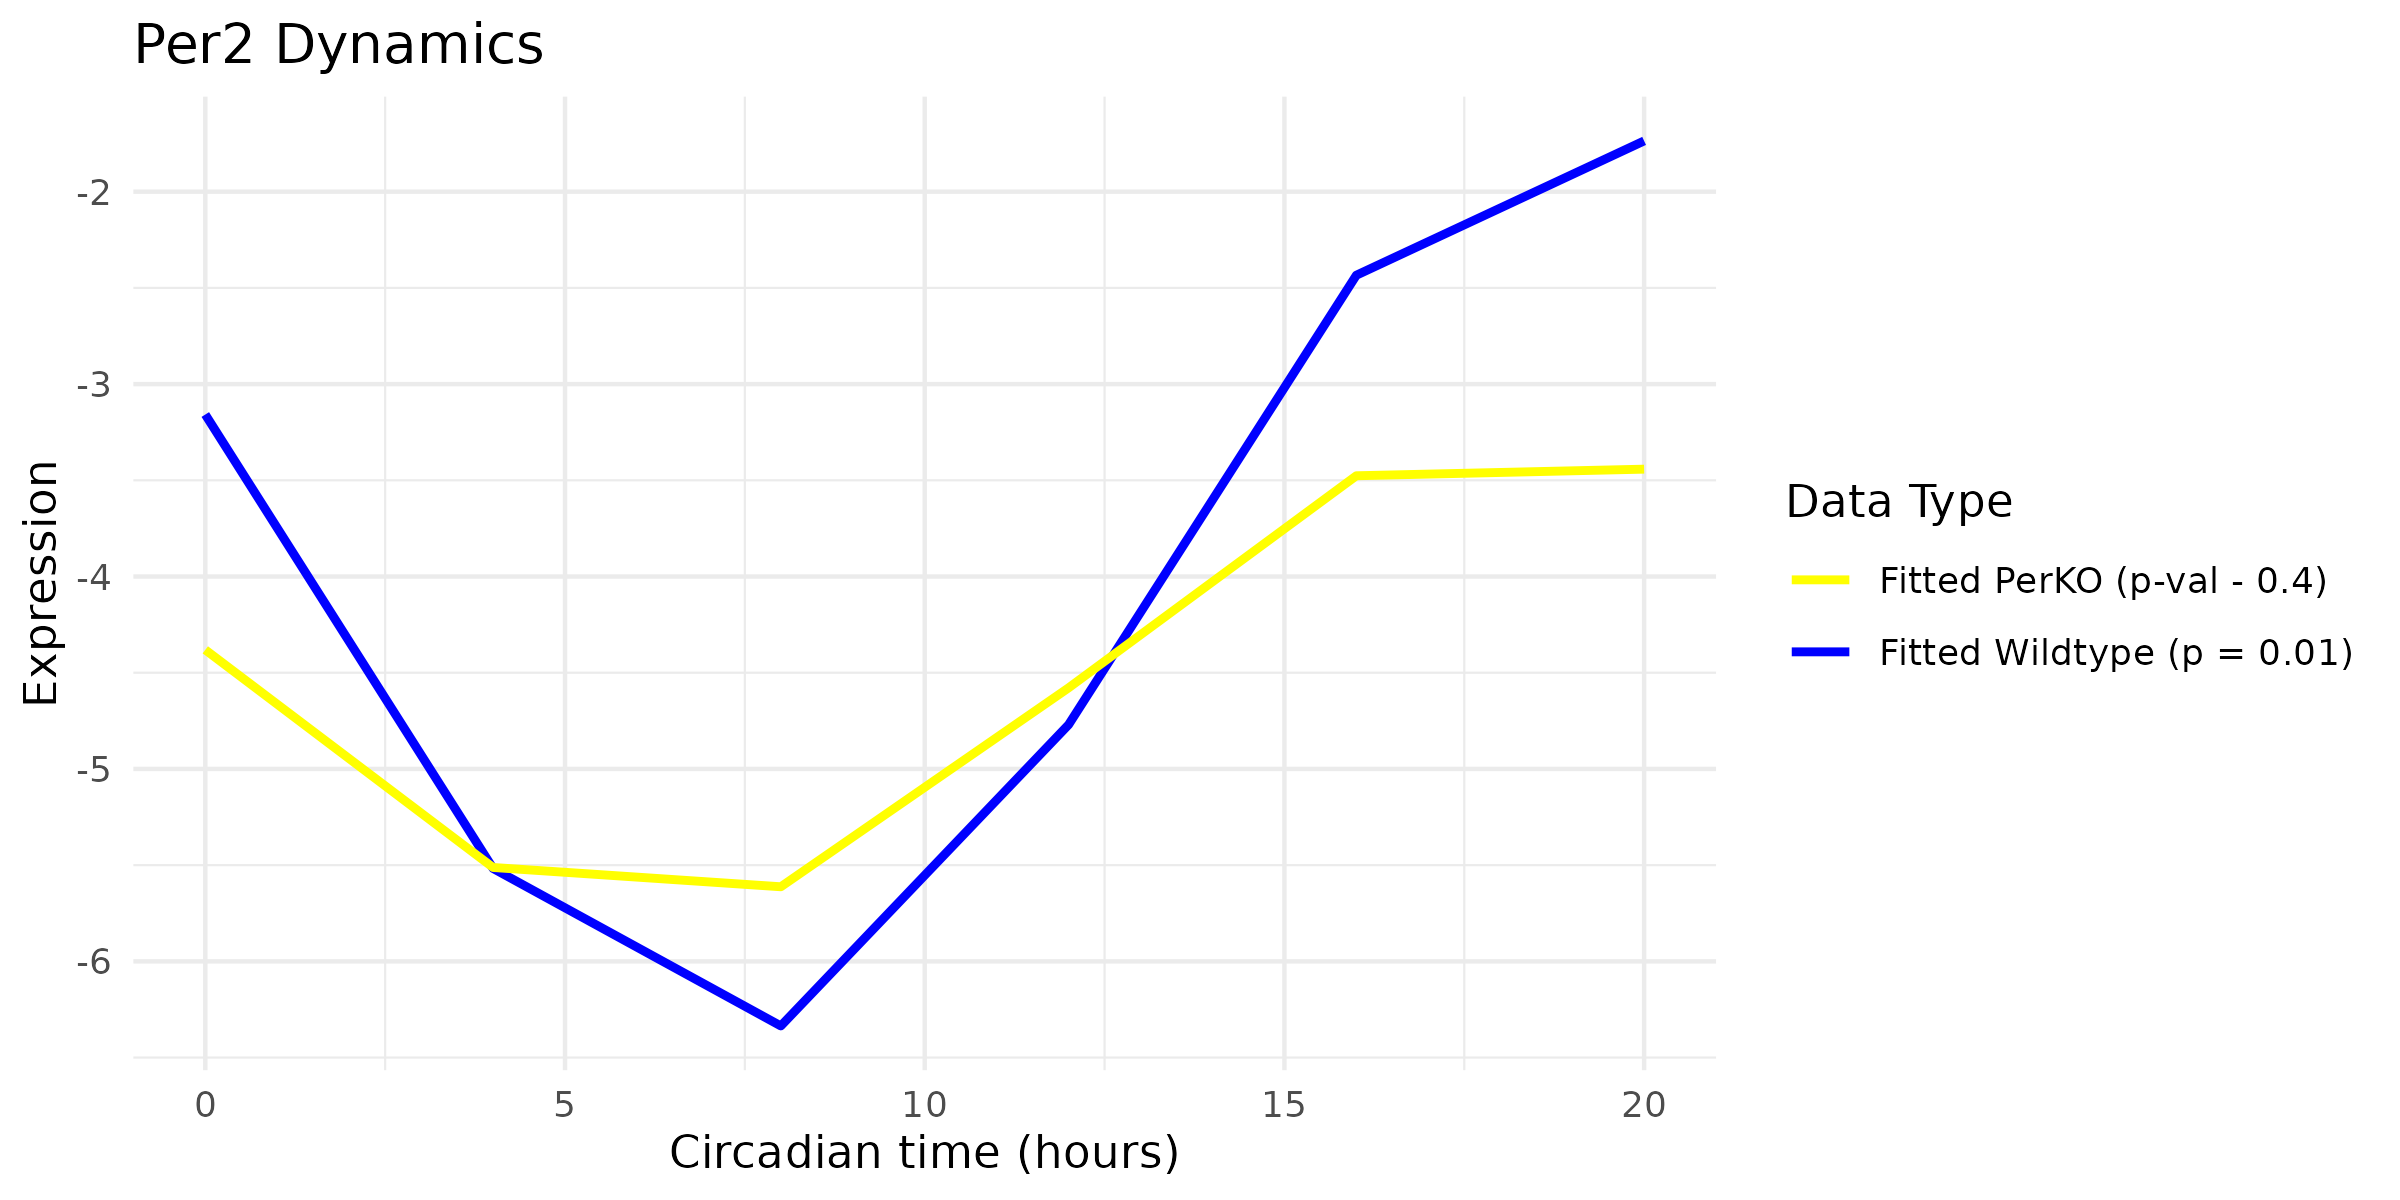 Per2 Dynamics
-2
-3
-4
-5
-6
Expression
0 5 10 15 20
Circadian time (hours)
Data Type
Fitted PerKO (p-val - 0.4)
Fitted Wildtype (p = 0.01)